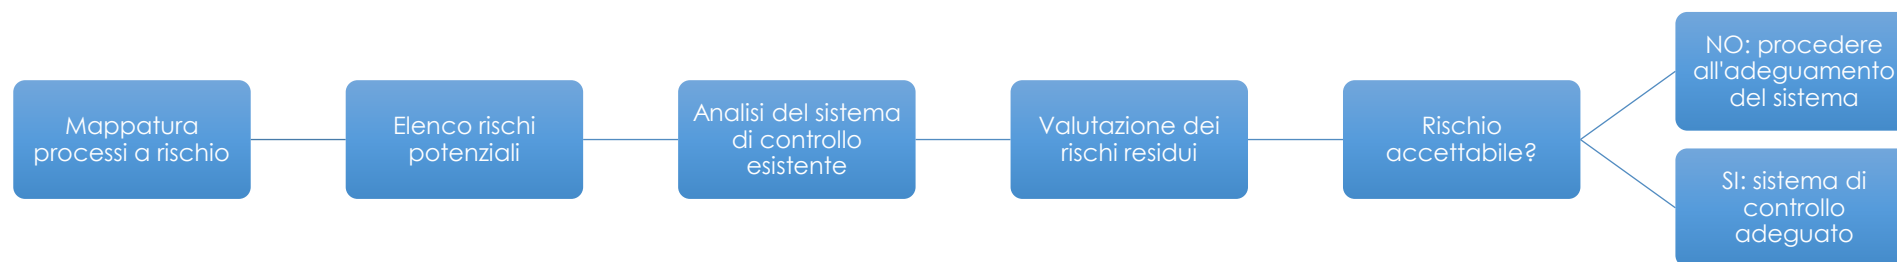 Mappatura
processi a rischio
Elenco rischi
potenziali
Analisi del sistema
di controllo
esistente
Valutazione dei
rischi residui
Rischio
accettabile?
NO: procedere
all'adeguamento
del sistema
SI: sistema di
controllo
adeguato